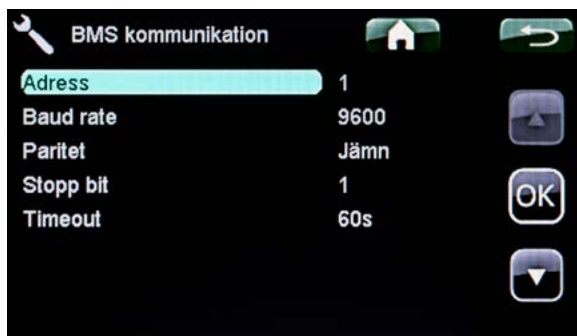 BMS kommunikation
Adress 1
Baud rate 9600
Paritet Jämn
Stopp bit 1
OK
Timeout 60s